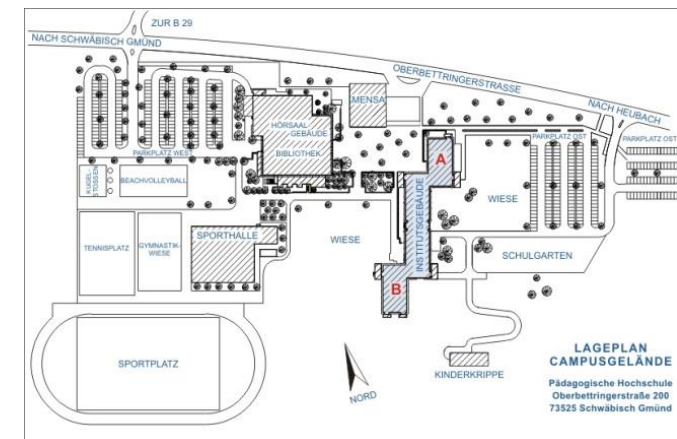 ZUR B 29
NACH SCHWÄBISCH GMÜND
OBERBETTRINGERSTRASSE
NACH HEUBACH
MENSA
HÖRSAAL
GEBÄUDE
BIBLIOTHEK
PARKPLATZ WEST
PARKPLATZ OST
PARKPLATZ OST
A
KUGEL
STOSSEN
BEACHVOLLEYBALL
WIESE
INSTITUTSGEBÄUDE
TENNISPLATZ
GYMNASTIK-
WIESE
SPORTHALLE
WIESE
SCHULGARTEN
B
SPORTPLATZ
NORD
KINDERKRIPPE
LAGEPLAN
CAMPUSGELÄNDE
Pädagogische Hochschule
Oberbettringerstraße 200
73525 Schwäbisch Gmünd